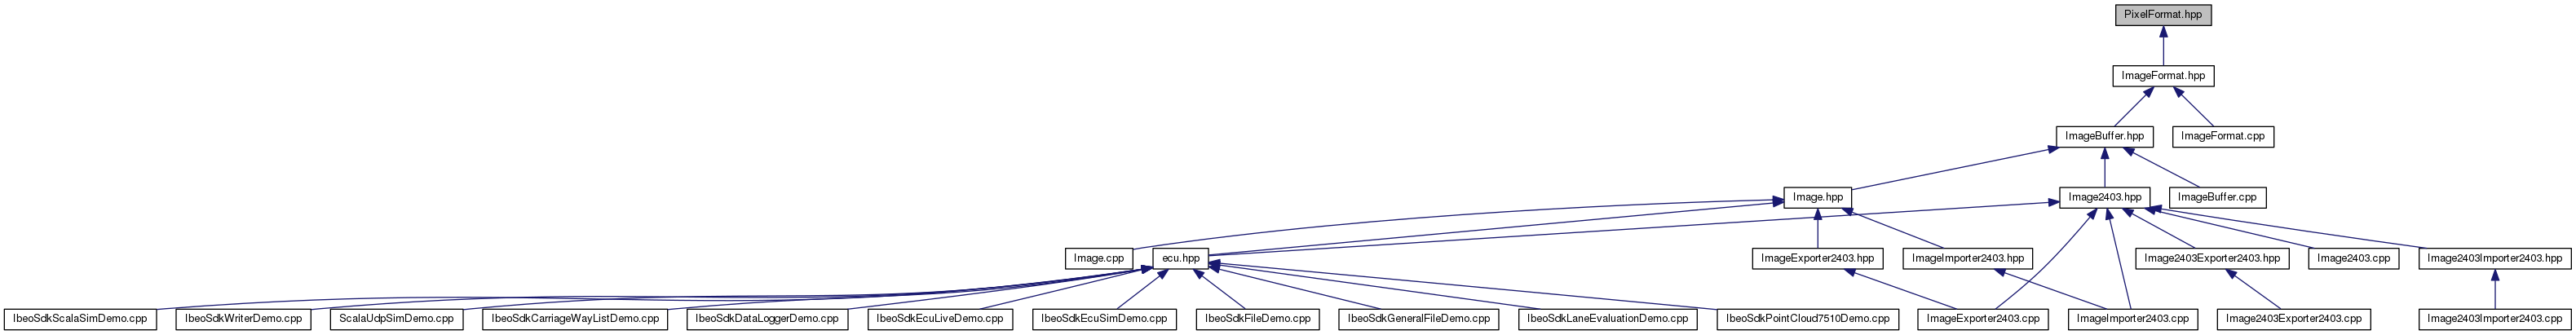 PixelFormat.hpp
ImageFormat.hpp
ImageBuffer.hpp
ImageFormat.cpp
Image.hpp
Image2403.hpp
ImageBuffer.cpp
Image.cpp
ecu.hpp
ImageExporter2403.hpp
ImageImporter2403.hpp
Image2403Exporter2403.hpp
Image2403.cpp
Image2403Importer2403.hpp
IbeoSdkScalaSimDemo.cpp
IbeoSdkWriterDemo.cpp
ScalaUdpSimDemo.cpp
IbeoSdkCarriageWayListDemo.cpp
IbeoSdkDataLoggerDemo.cpp
IbeoSdkEcuLiveDemo.cpp
IbeoSdkEcuSimDemo.cpp
IbeoSdkFileDemo.cpp
IbeoSdkGeneralFileDemo.cpp
IbeoSdkLaneEvaluationDemo.cpp
IbeoSdkPointCloud7510Demo.cpp
ImageExporter2403.cpp
ImageImporter2403.cpp
Image2403Exporter2403.cpp
Image2403Importer2403.cpp